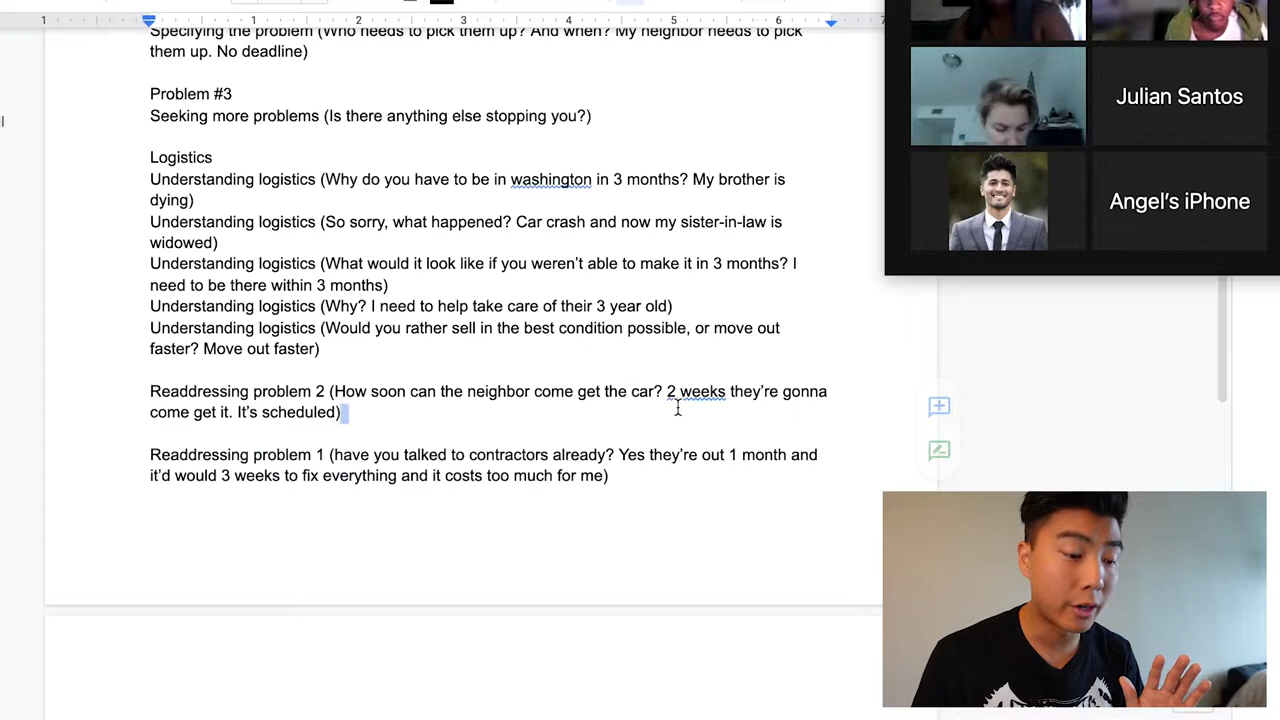 1 1 2 3 4 5 6 7
Specifying the problem (Who needs to pick them up? And when? My neighbor needs to pick
them up. No deadline)
Problem #3
Seeking more problems (Is there anything else stopping you?)
Logistics
Understanding logistics (Why do you have to be in washington in 3 months? My brother is
dying)
Understanding logistics (So sorry, what happened? Car crash and now my sister-in-law is
widowed)
Understanding logistics (What would it look like if you weren't able to make it in 3 months? I
need to be there within 3 months)
Understanding logistics (Why? I need to help take care of their 3 year old)
Understanding logistics (Would you rather sell in the best condition possible, or move out
faster? Move out faster)
Readdressing problem 2 (How soon can the neighbor come get the car? 2 weeks they're gonna
come get it. It's scheduled)
Readdressing problem 1 (have you talked to contractors already? Yes they're out 1 month and
it'd would 3 weeks to fix everything and it costs too much for me)
Julian Santos
Angel's iPhone